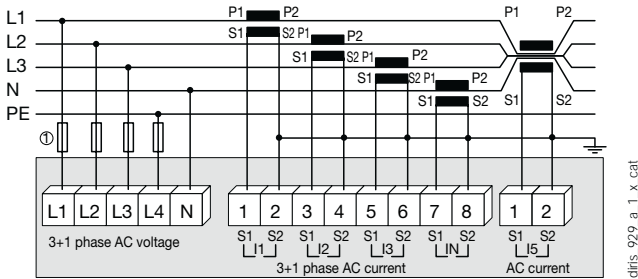 L1 P1 P2 P1 P2
L2 S1 S2 P1 P2
L3 S1 S2 P1 P2
N S1 S2 P1 P2
PE S1 S2 S1 S2
①
L1 L2 L3 L4 N 1 2 3 4 5 6 7 8 1 2
S1 S2 S1 S2 S1 S2 S1 S2 S1 S2
I1 I2 I3 IN I5
3+1 phase AC voltage
3+1 phase AC current AC current
diris 929 a 1 x cat